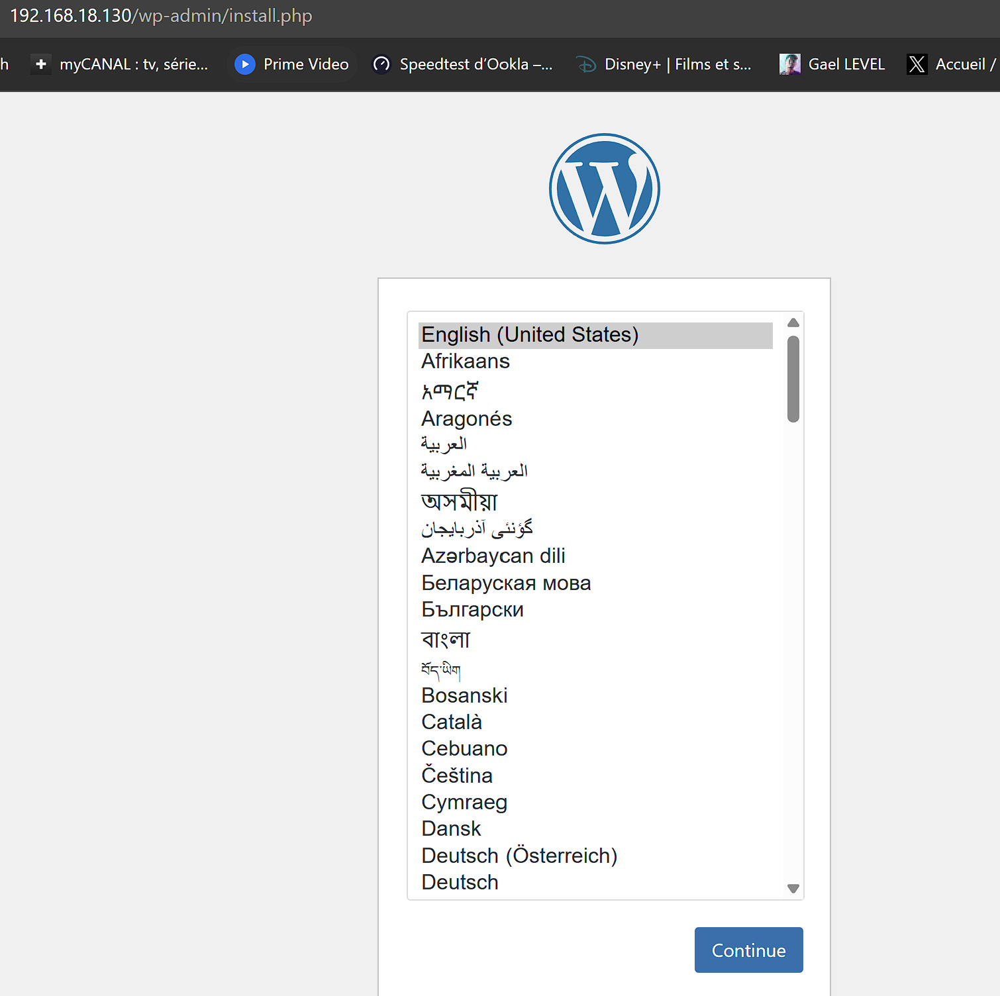 192.168.18.130/wp-admin/install.php
h myCANAL : tv, série... Prime Video Speedtest d’Ookla –... Disney+ | Films et s... Gael LEVEL Accueil /
English (United States)
Afrikaans
አማርኛ
Aragonés
العربية
العربية المغربية
অসমীয়া
گؤنئی آذربایجان
Azərbaycan dili
Беларуская мова
Български
বাংলা
བོད་ཡིག
Bosanski
Català
Cebuano
Čeština
Cymraeg
Dansk
Deutsch (Österreich)
Deutsch
Continue